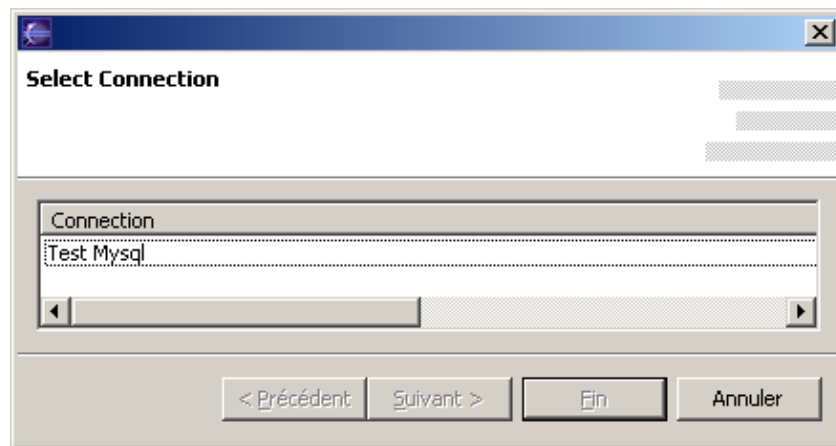 Select Connection
Connection
Test Mysql
< Précédent
Suivant >
Fin
Annuler